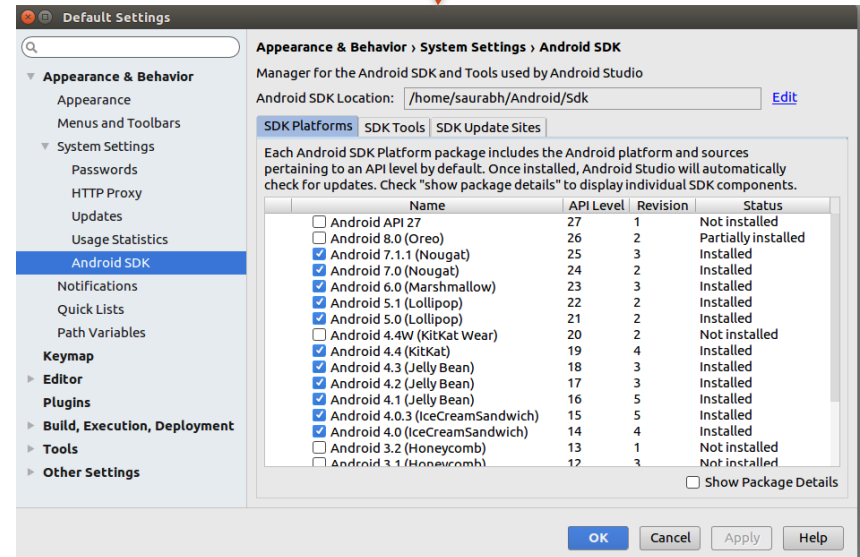 Default Settings
Appearance & Behavior › System Settings › Android SDK
Manager for the Android SDK and Tools used by Android Studio
Android SDK Location: /home/saurabh/Android/Sdk Edit
Appearance & Behavior
Appearance
Menus and Toolbars
System Settings
Passwords
HTTP Proxy
Updates
Usage Statistics
Android SDK
Notifications
Quick Lists
Path Variables
Keymap
Editor
Plugins
Build, Execution, Deployment
Tools
Other Settings
SDK Platforms SDK Tools SDK Update Sites
Each Android SDK Platform package includes the Android platform and sources
pertaining to an API level by default. Once installed, Android Studio will automatically
check for updates. Check "show package details" to display individual SDK components.
Name API Level Revision Status
Android API 27 27 1 Not installed
Android 8.0 (Oreo) 26 2 Partially installed
Android 7.1.1 (Nougat) 25 3 Installed
Android 7.0 (Nougat) 24 2 Installed
Android 6.0 (Marshmallow) 23 3 Installed
Android 5.1 (Lollipop) 22 2 Installed
Android 5.0 (Lollipop) 21 2 Installed
Android 4.4W (KitKat Wear) 20 2 Not installed
Android 4.4 (KitKat) 19 4 Installed
Android 4.3 (Jelly Bean) 18 3 Installed
Android 4.2 (Jelly Bean) 17 3 Installed
Android 4.1 (Jelly Bean) 16 5 Installed
Android 4.0.3 (IceCreamSandwich) 15 5 Installed
Android 4.0 (IceCreamSandwich) 14 4 Installed
Android 3.2 (Honeycomb) 13 1 Not installed
Android 3.1 (Honeycomb) 12 3 Not installed
Show Package Details
OK Cancel Apply Help